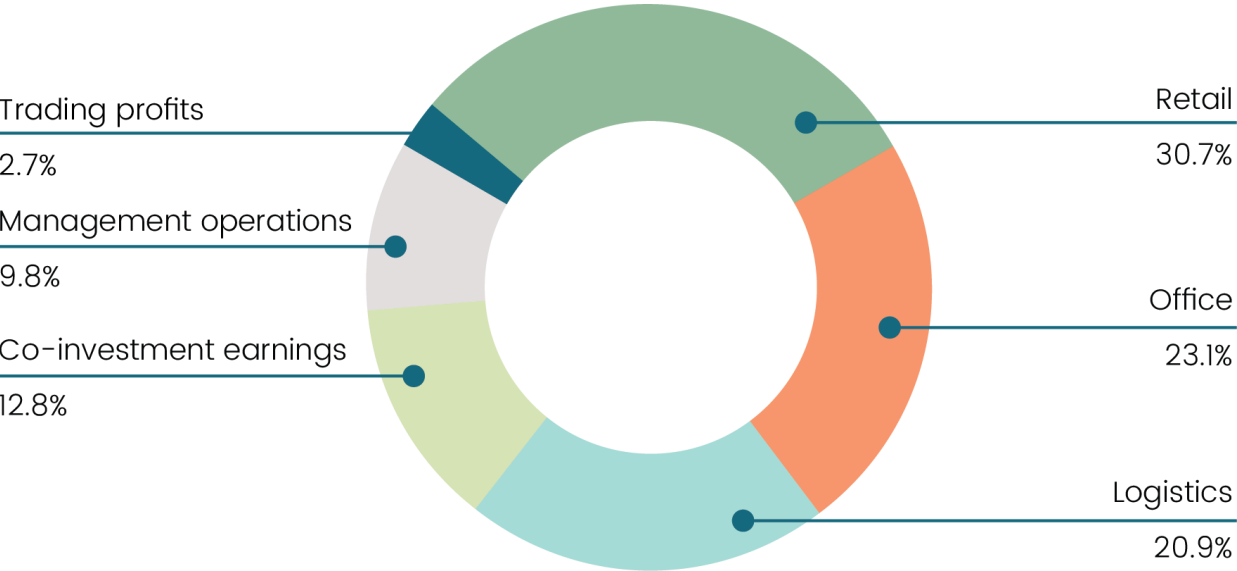 Trading profits
2.7%
Management operations
9.8%
Co-investment earnings
12.8%
Retail
30.7%
Office
23.1%
Logistics
20.9%